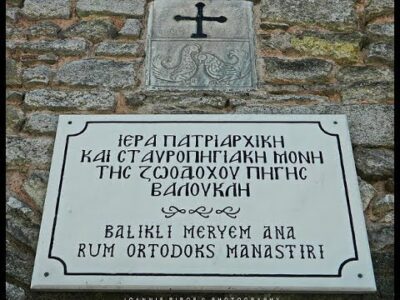 ΙΕΡΑ ΠΑΤΡΙΑΡΧΙΚΗ
ΚΑΙ ΣΤΑΥΡΟΠΗΓΙΑΚΗ ΜΟΝΗ
ΤΗΣ ΖΩΟΔΟΧΟΥ ΠΗΓΗΣ
ΒΑΛΟΥΚΛΗ
BALIKLI MERYEM ANA
RUM ORTODOKS MANASTIRI